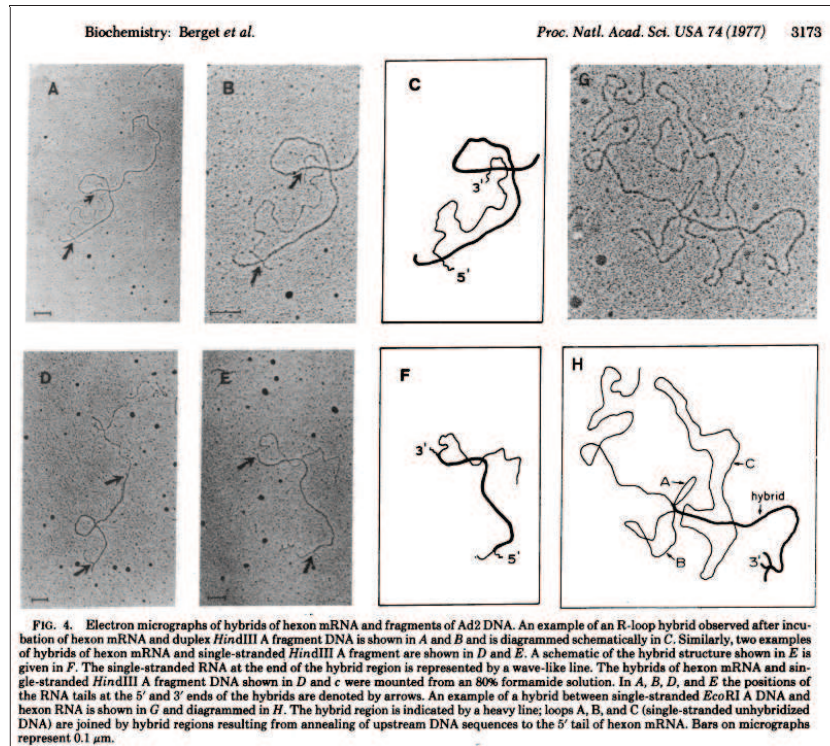 Biochemistry: Berget et al.
Proc. Natl. Acad. Sci. USA 74 (1977) 3173
A
B
C
3'
5'
G
D
E
F
3'
5'
H
A
C
hybrid
B
3'
FIG. 4. Electron micrographs of hybrids of hexon mRNA and fragments of Ad2 DNA. An example of an R-loop hybrid observed after incu-
bation of hexon mRNA and duplex HindIII A fragment DNA is shown in A and B and is diagrammed schematically in C. Similarly, two examples
of hybrids of hexon mRNA and single-stranded HindIII A fragment are shown in D and E. A schematic of the hybrid structure shown in E is
given in F. The single-stranded RNA at the end of the hybrid region is represented by a wave-like line. The hybrids of hexon mRNA and sin-
gle-stranded HindIII A fragment DNA shown in D and c were mounted from an 80% formamide solution. In A, B, D, and E the positions of
the RNA tails at the 5' and 3' ends of the hybrids are denoted by arrows. An example of a hybrid between single-stranded EcoRI A DNA and
hexon RNA is shown in G and diagrammed in H. The hybrid region is indicated by a heavy line; loops A, B, and C (single-stranded unhybridized
DNA) are joined by hybrid regions resulting from annealing of upstream DNA sequences to the 5' tail of hexon mRNA. Bars on micrographs
represent 0.1 μm.